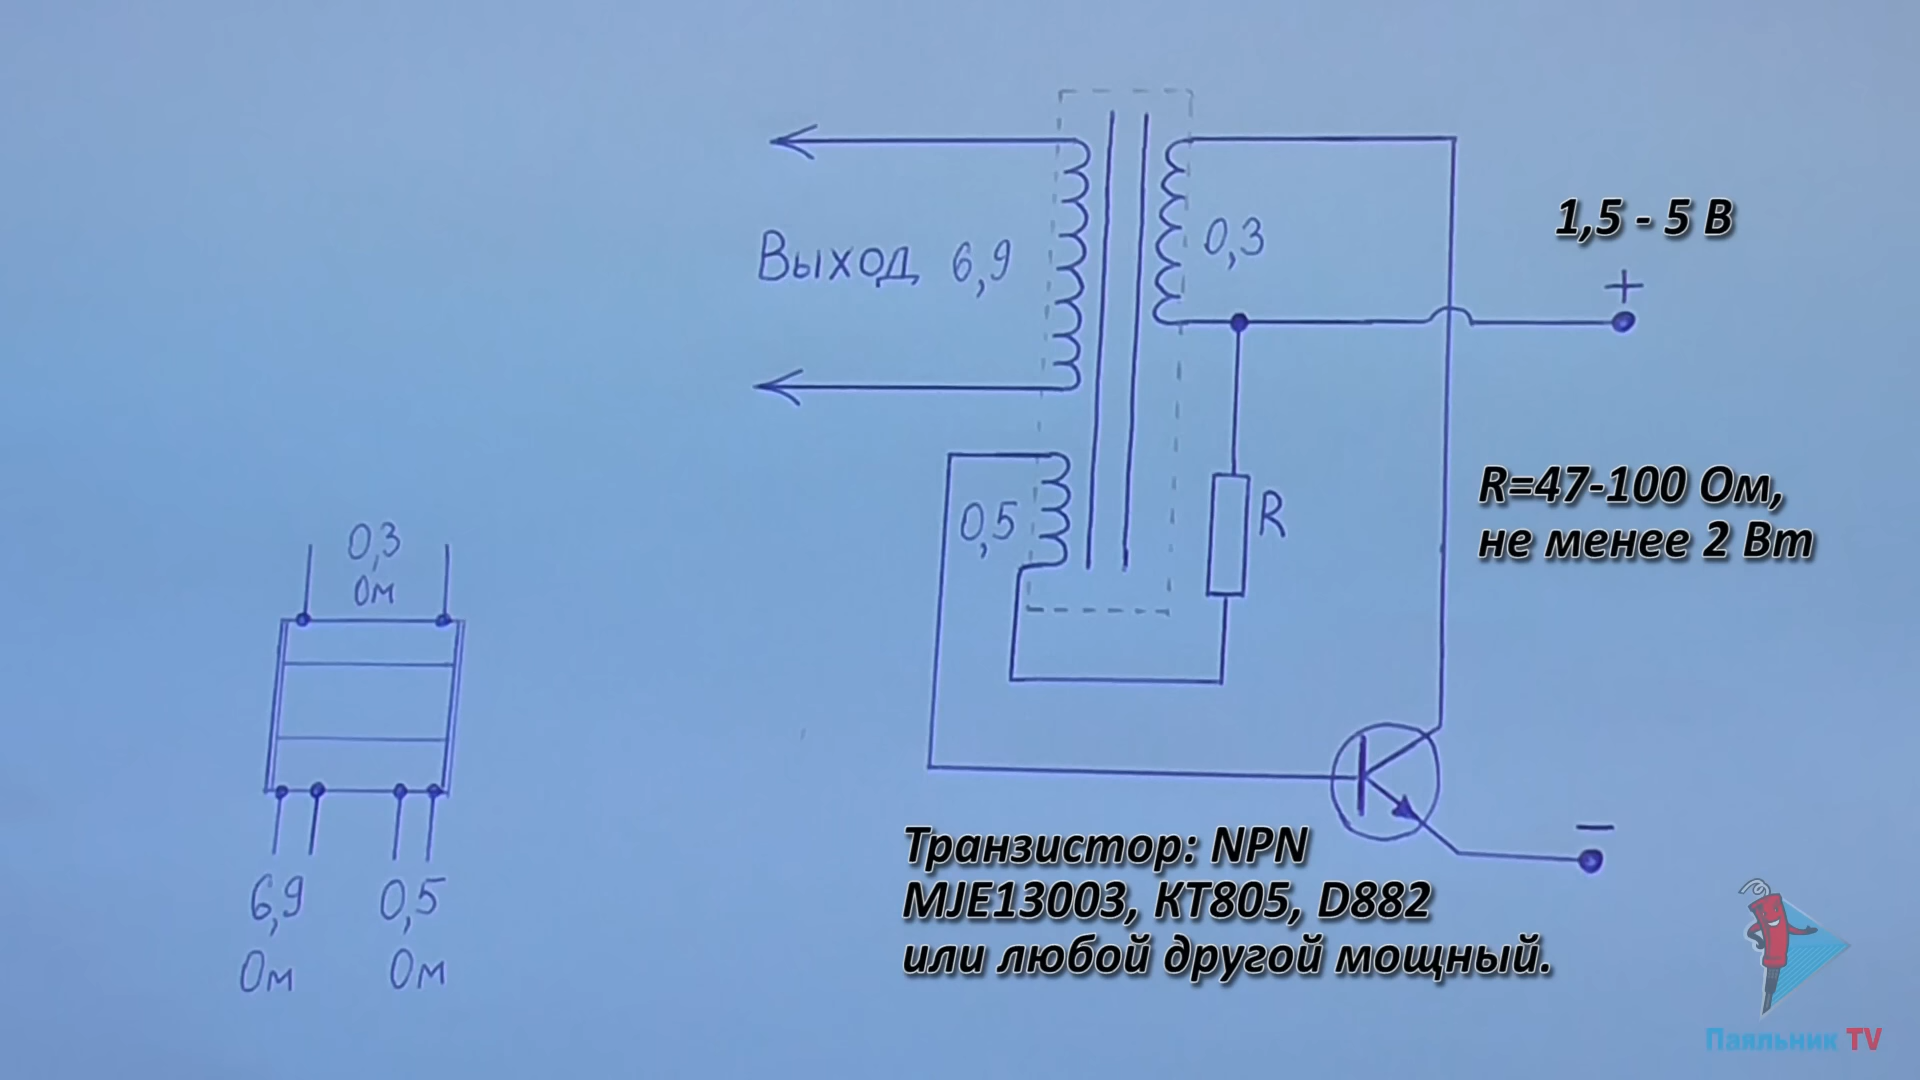 Выход 6,9
0,3
1,5 - 5 В
+
0,5
R
R=47-100 Ом,
не менее 2 Вт
0,3
Ом
6,9
Ом
0,5
Ом
−
Транзистор: NPN
MJE13003, КТ805, D882
или любой другой мощный.
Паяльник TV